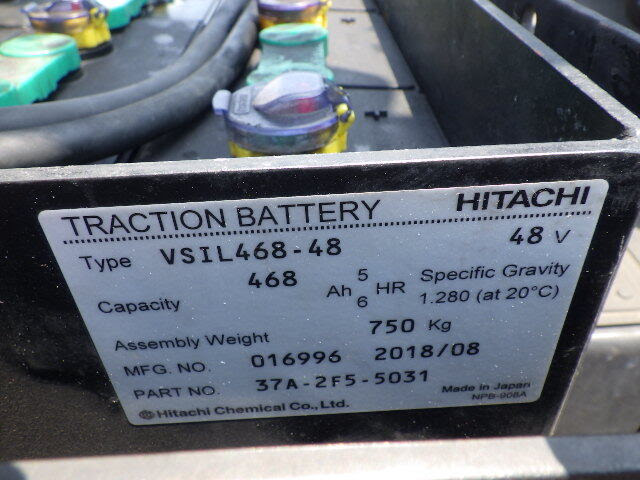 TRACTION BATTERY HITACHI
Type VSIL468-48 48 V
Capacity 468 Ah 5 6 HR Specific Gravity
1.280 (at 20°C)
Assembly Weight 750 Kg
MFG. NO. 016996 2018/08
PART NO. 37A-2F5-5031 Made in Japan
Hitachi Chemical Co., Ltd. NPB-908A